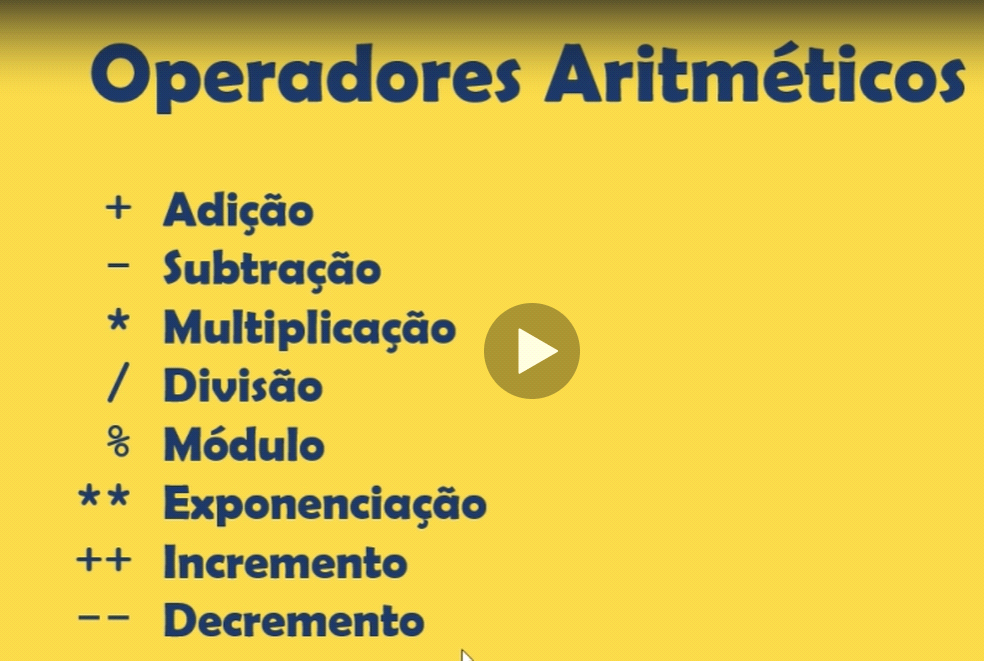 Operadores Aritméticos
+ Adição
- Subtração
* Multiplicação
/ Divisão
% Módulo
** Exponenciação
++ Incremento
-- Decremento